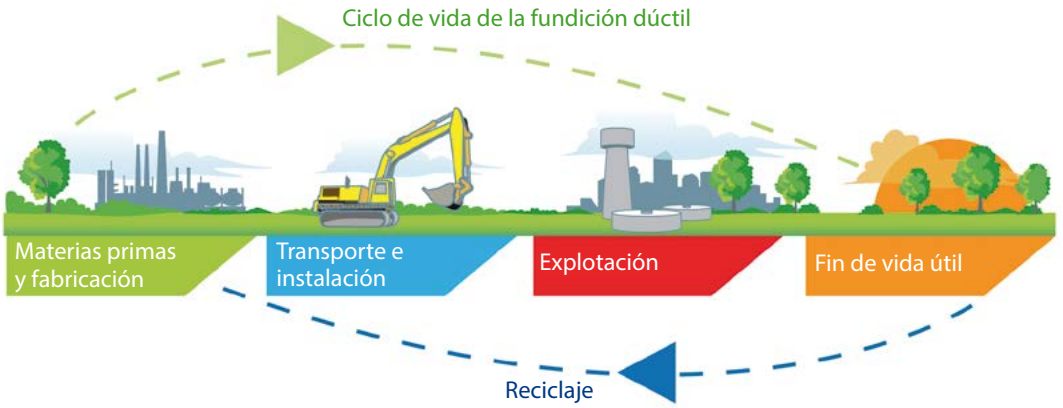 Ciclo de vida de la fundición dúctil
Materias primas
y fabricación
Transporte e
instalación
Explotación
Fin de vida útil
Reciclaje